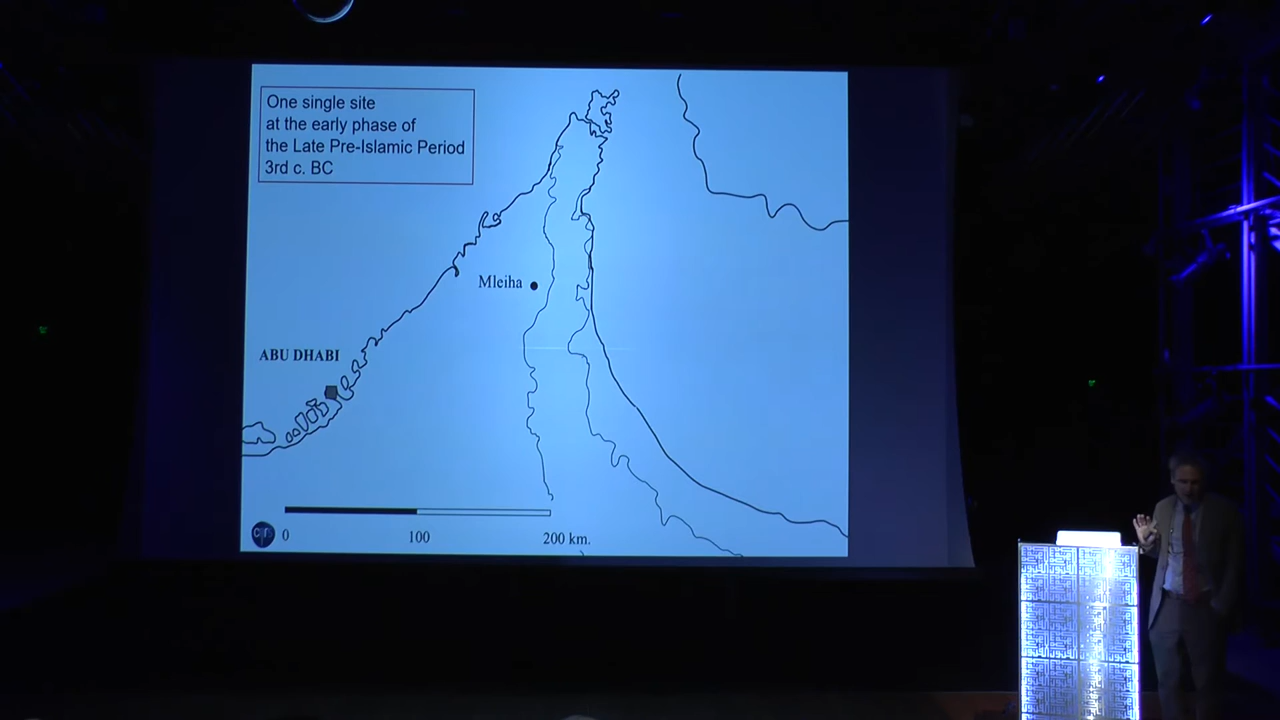 One single site
at the early phase of
the Late Pre-Islamic Period
3rd c. BC
Mleiha
ABU DHABI
0 100 200 km.